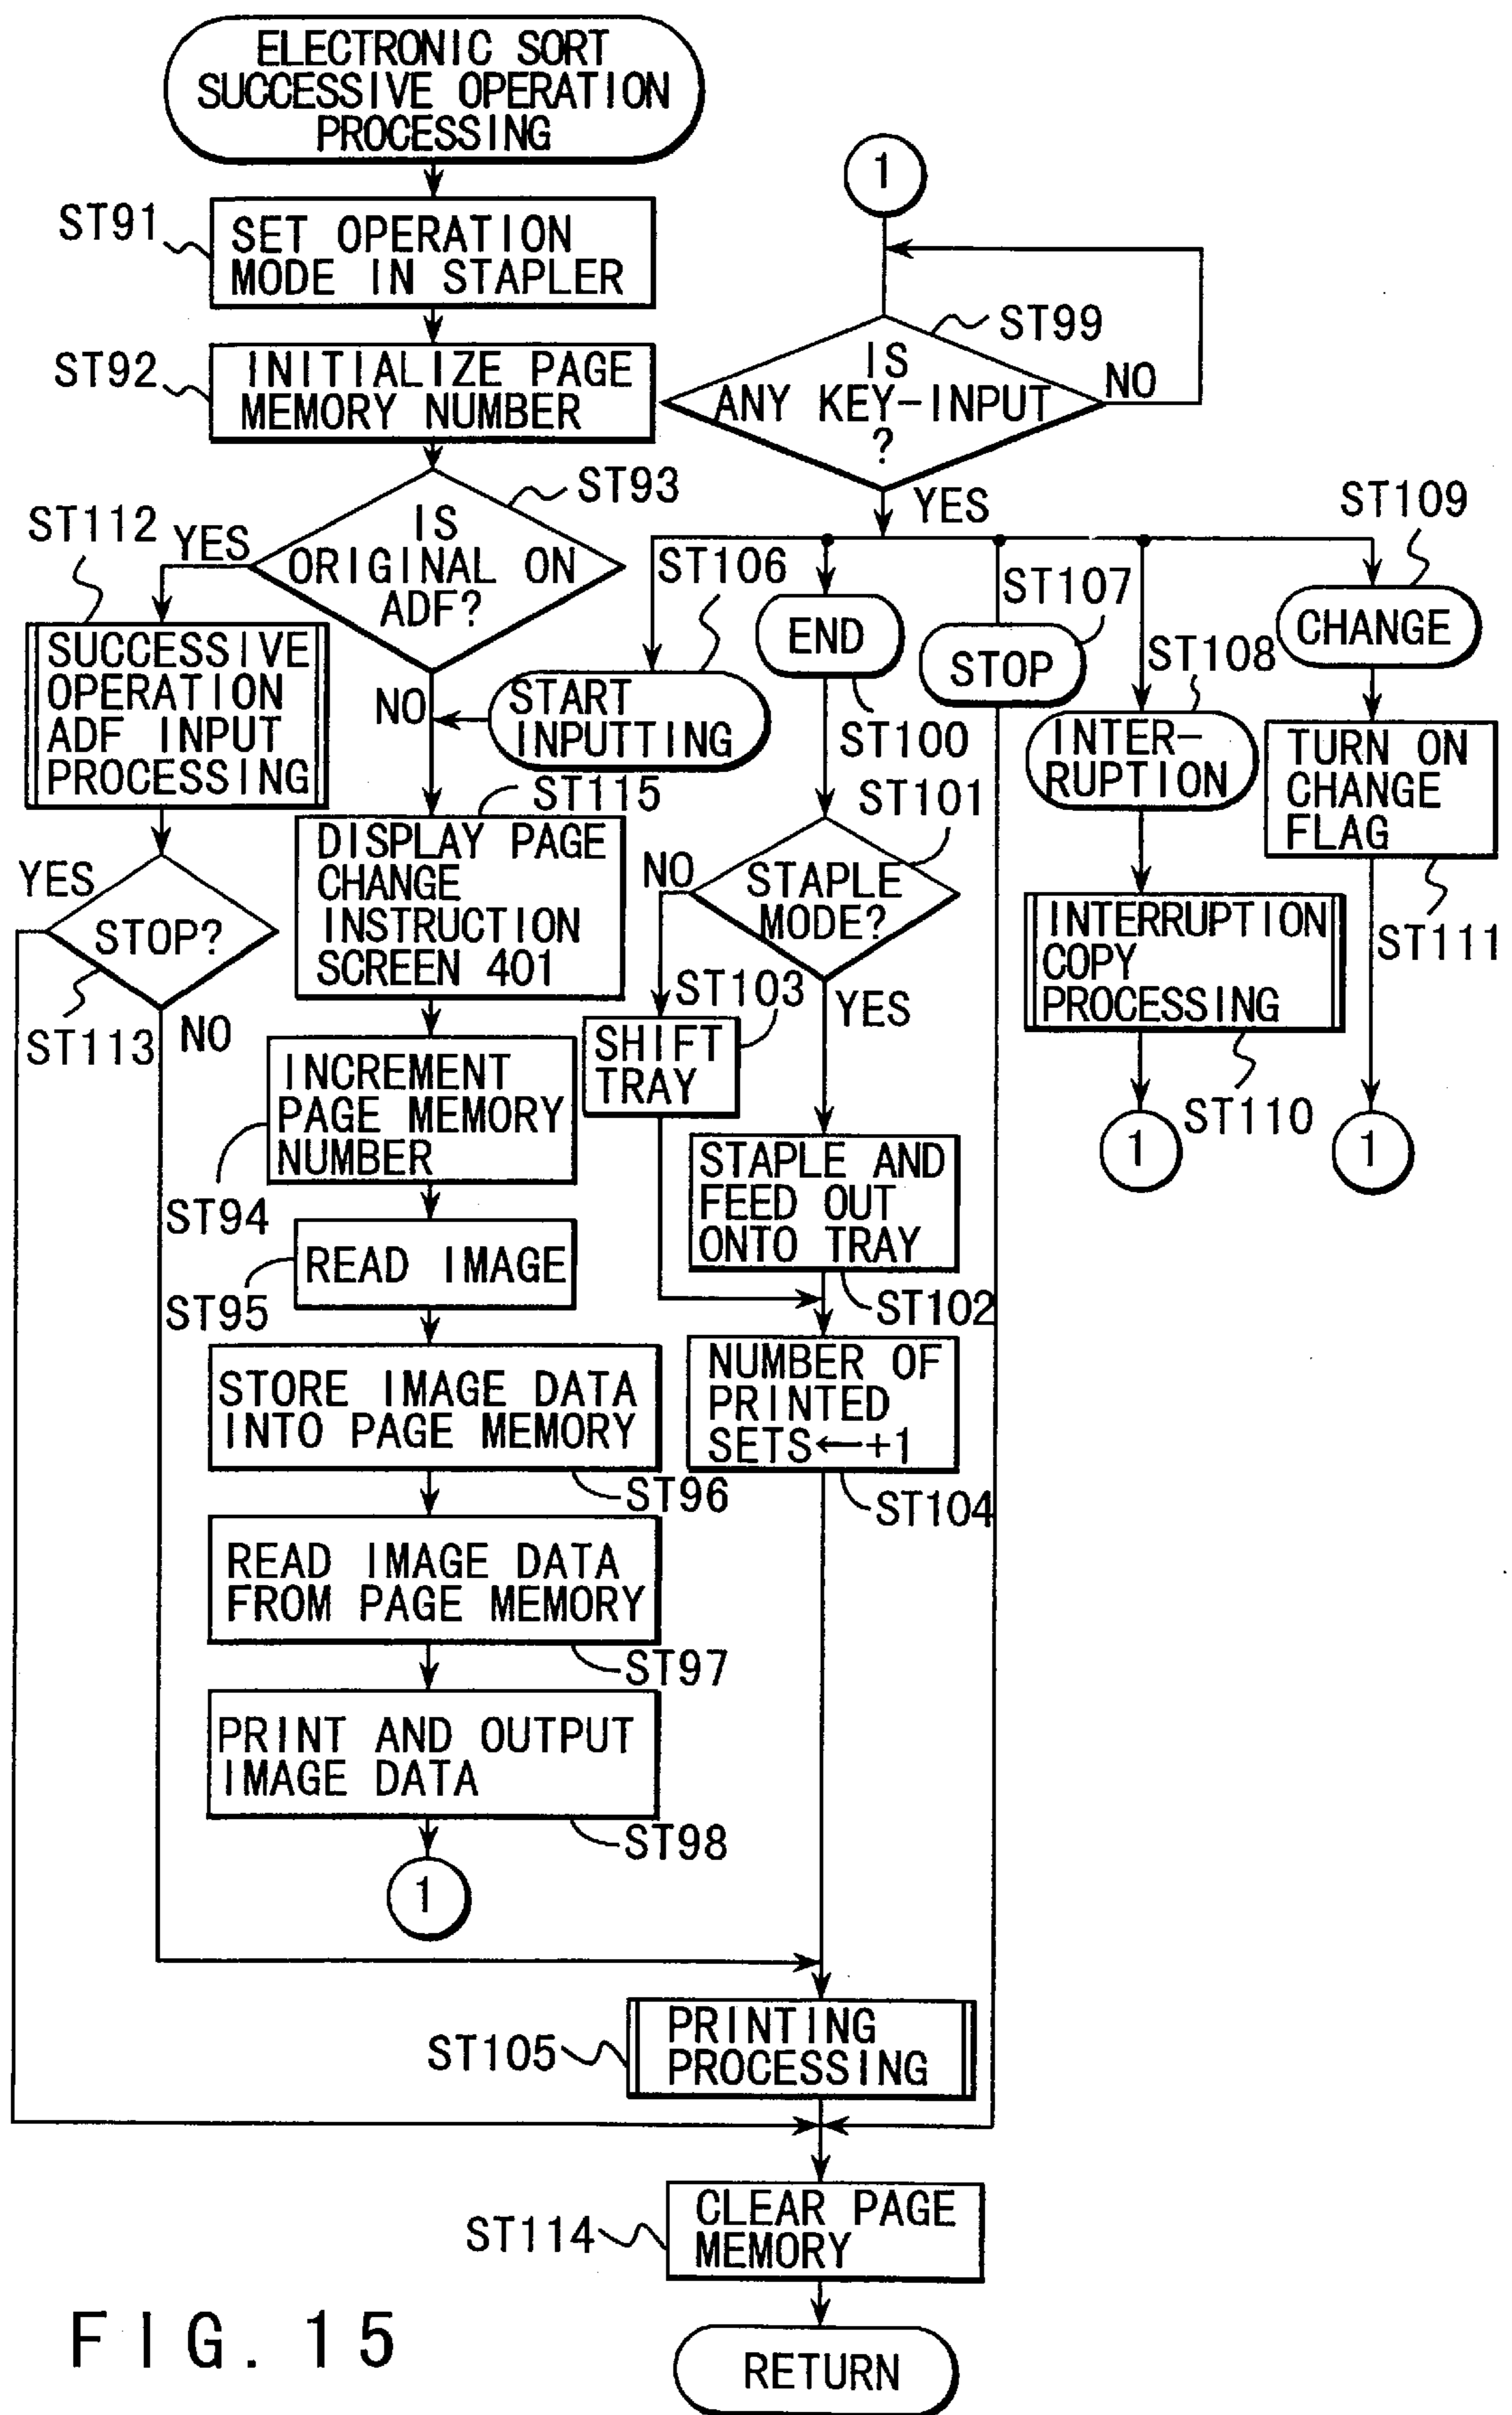 ELECTRONIC SORT
SUCCESSIVE OPERATION
PROCESSING
ST91
SET OPERATION
MODE IN STAPLER
ST92
INITIALIZE PAGE
MEMORY NUMBER
ST93
IS
ORIGINAL ON
ADF?
YES
NO
ST112
SUCCESSIVE
OPERATION
ADF INPUT
PROCESSING
YES
STOP?
ST113
NO
ST115
DISPLAY PAGE
CHANGE
INSTRUCTION
SCREEN 401
INCREMENT
PAGE MEMORY
NUMBER
ST94
READ IMAGE
ST95
STORE IMAGE DATA
INTO PAGE MEMORY
ST96
READ IMAGE DATA
FROM PAGE MEMORY
ST97
PRINT AND OUTPUT
IMAGE DATA
ST98
1
1
ST99
IS
ANY KEY-INPUT
?
NO
YES
ST106
START
INPUTTING
END
ST100
ST107
STOP
ST108
INTER-
RUPTION
ST109
CHANGE
ST101
STAPLE
MODE?
NO
YES
ST103
SHIFT
TRAY
STAPLE AND
FEED OUT
ONTO TRAY
ST102
NUMBER OF
PRINTED
SETS←+1
ST104
INTERRUPTION
COPY
PROCESSING
ST110
1
TURN ON
CHANGE
FLAG
ST111
1
ST105
PRINTING
PROCESSING
ST114
CLEAR PAGE
MEMORY
RETURN
FIG. 15